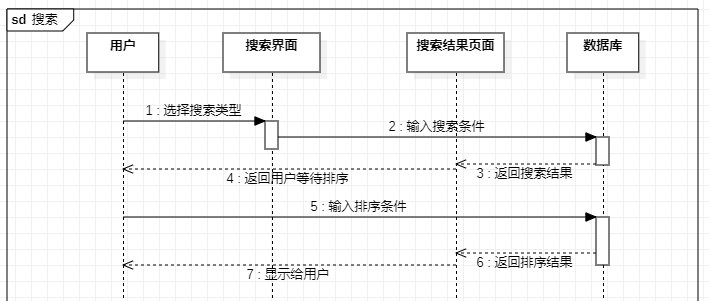 sd 搜索
用户
搜索界面
搜索结果页面
数据库
1 : 选择搜索类型
2 : 输入搜索条件
3 : 返回搜索结果
4 : 返回用户等待排序
5 : 输入排序条件
6 : 返回排序结果
7 : 显示给用户